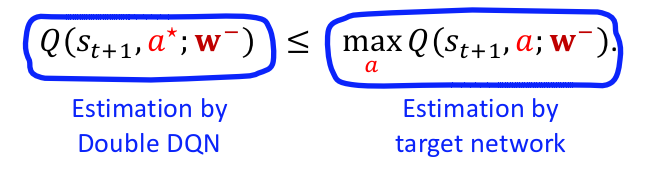 Q(s_{t+1}, a^⋆; w^−) ≤ max_a Q(s_{t+1}, a; w^−).
Estimation by Estimation by
Double DQN target network